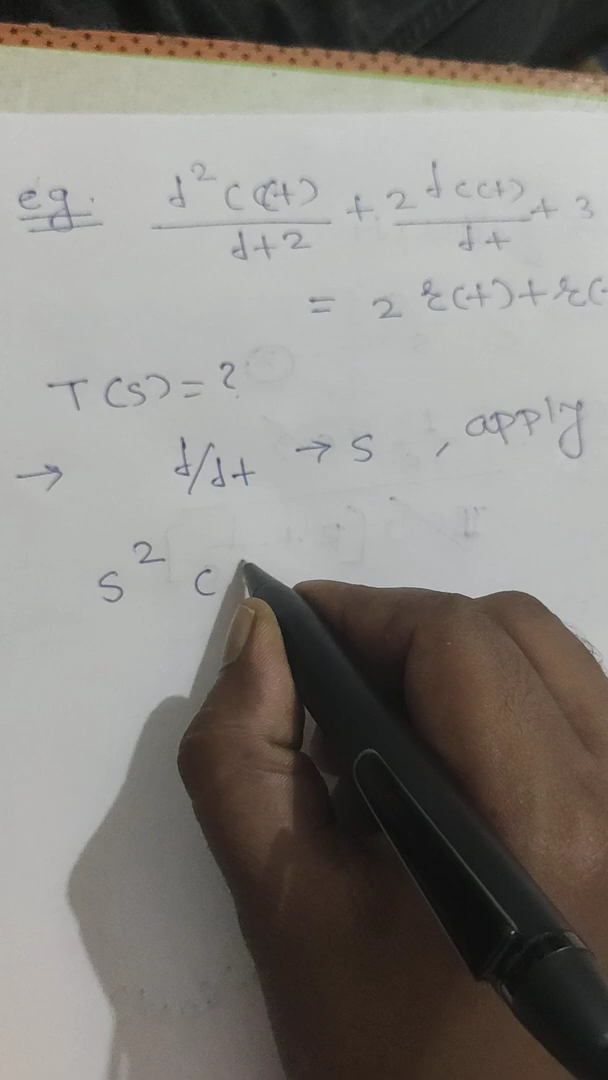 eg. d²c(t)/dt2 + 2 dc(t)/dt + 3
= 2 r(t) + r(
T(s) = ?
→ d/dt → s , apply
s² c